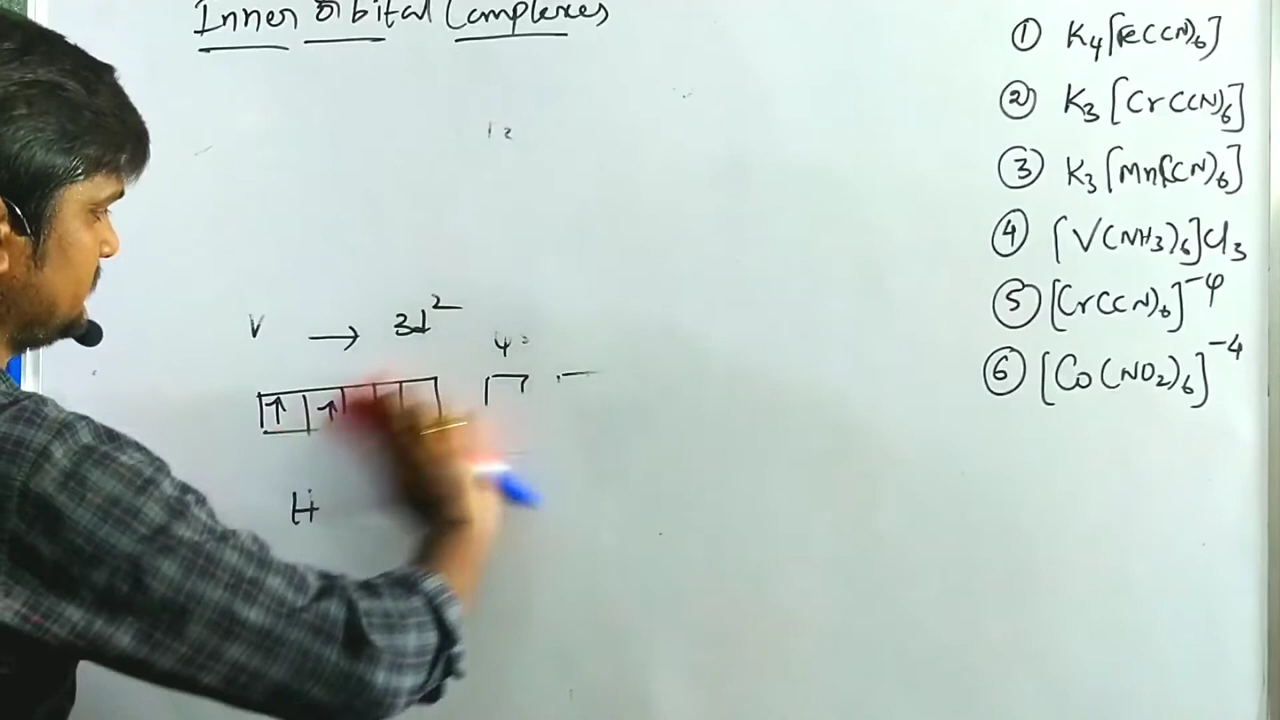 Inner Orbital Complexes
① K4[Fe(CN)6]
② K3[Cr(CN)6]
③ K3[Mn(CN)6]
④ [V(NH3)6]Cl3
⑤ [Cr(CN)6]-4
⑥ [Co(NO2)6]-4
V → 3d2
↑ ↑
H